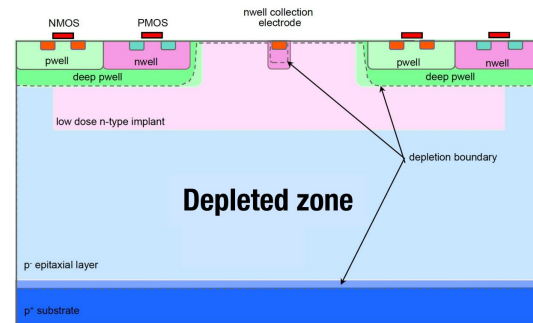 NMOS
PMOS
nwell collection
electrode
pwell
nwell
pwell
nwell
deep pwell
deep pwell
low dose n-type implant
depletion boundary
Depleted zone
p⁻ epitaxial layer
p⁺ substrate